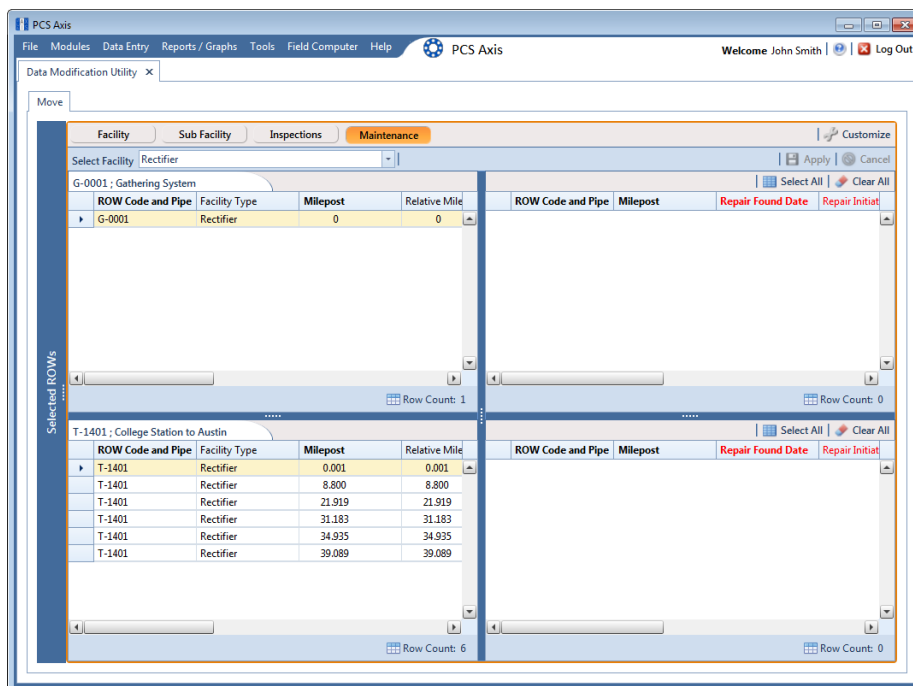 PCS Axis
File Modules Data Entry Reports / Graphs Tools Field Computer Help PCS Axis Welcome John Smith Log Out
Data Modification Utility
Move
Facility Sub Facility Inspections Maintenance Customize
Select Facility Rectifier Apply Cancel
G-0001 ; Gathering System Select All Clear All
ROW Code and Pipe Facility Type Milepost Relative Mile ROW Code and Pipe Milepost Repair Found Date Repair Initiat
G-0001 Rectifier 0 0
Selected ROWs
Row Count: 1 Row Count: 0
T-1401 ; College Station to Austin Select All Clear All
ROW Code and Pipe Facility Type Milepost Relative Mile ROW Code and Pipe Milepost Repair Found Date Repair Initiat
T-1401 Rectifier 0.001 0.001
T-1401 Rectifier 8.800 8.800
T-1401 Rectifier 21.919 21.919
T-1401 Rectifier 31.183 31.183
T-1401 Rectifier 34.935 34.935
T-1401 Rectifier 39.089 39.089
Row Count: 6 Row Count: 0